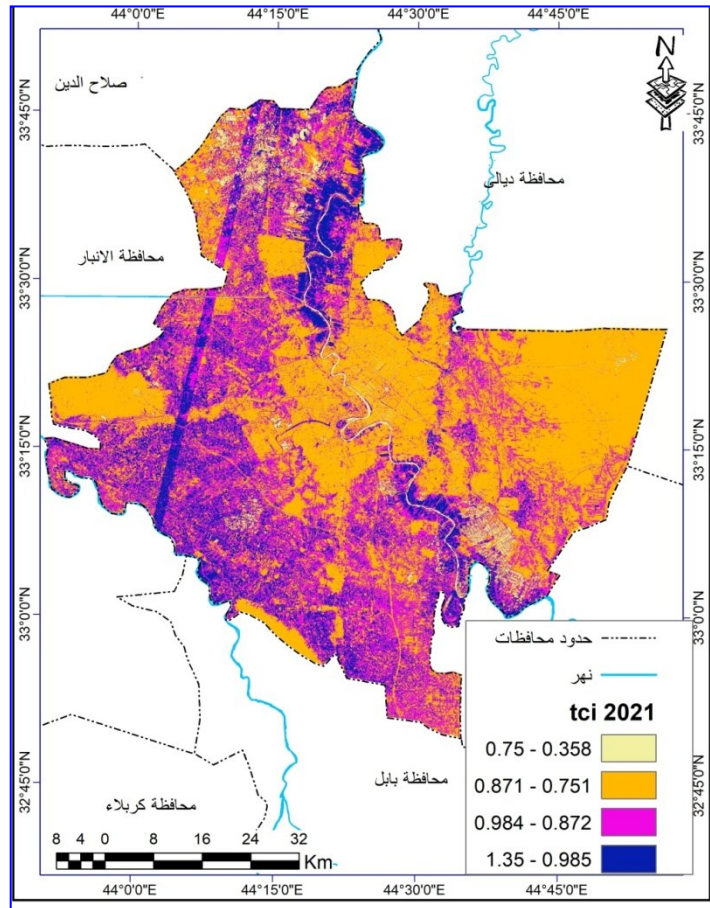 44°0'0"E 44°15'0"E 44°30'0"E 44°45'0"E
N
صلاح الدين
33°45'0"N 33°45'0"N
محافظة ديالى
محافظة الانبار
33°30'0"N 33°30'0"N
33°15'0"N 33°15'0"N
33°0'0"N 33°0'0"N
حدود محافظات
نهر
tci 2021
0.75 - 0.358
0.871 - 0.751
0.984 - 0.872
1.35 - 0.985
محافظة بابل
32°45'0"N 32°45'0"N
محافظة كربلاء
8 4 0 8 16 24 32
Km
44°0'0"E 44°15'0"E 44°30'0"E 44°45'0"E